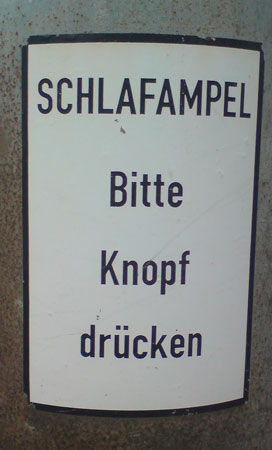 SCHLAFAMPEL
Bitte
Knopf
drücken